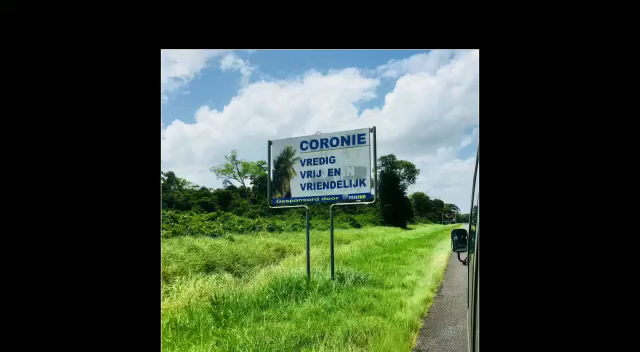 CORONIE
VREDIG
VRIJ EN
VRIENDELIJK
Gesponsord door